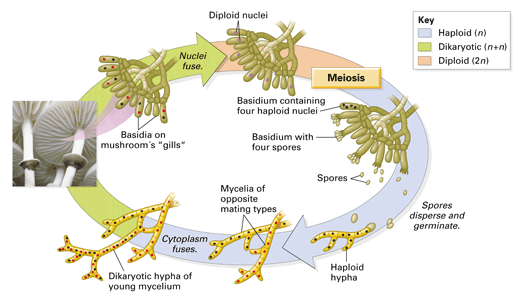 Diploid nuclei
Key
Haploid (n)
Dikaryotic (n+n)
Diploid (2n)
Nuclei
fuse.
Meiosis
Basidium containing
four haploid nuclei
Basidia on
mushroom's "gills"
Basidium with
four spores
Spores
Mycelia of
opposite
mating types
Spores
disperse and
germinate.
Cytoplasm
fuses.
Haploid
hypha
Dikaryotic hypha of
young mycelium